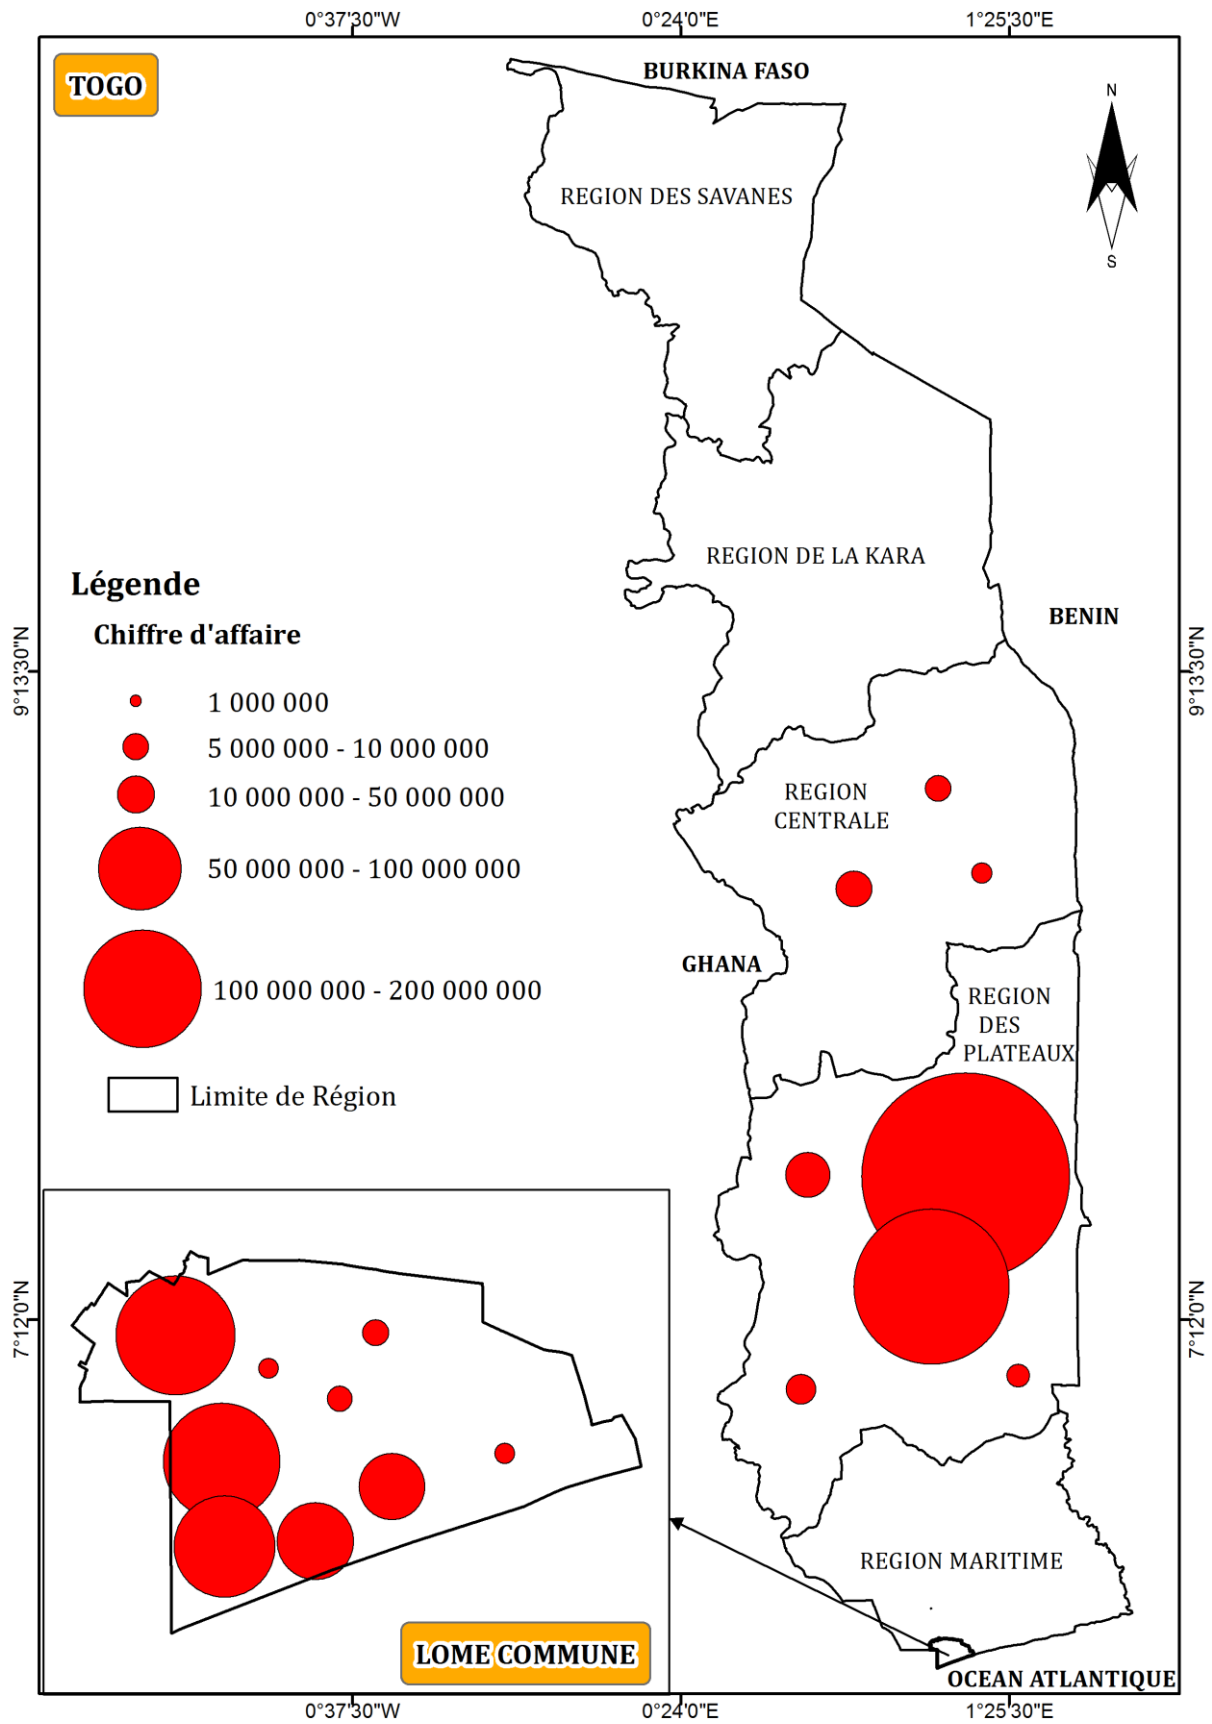 0°37'30"W
0°24'0"E
1°25'30"E
TOGO
BURKINA FASO
N
S
REGION DES SAVANES
REGION DE LA KARA
BENIN
Légende
Chiffre d'affaire
1 000 000
5 000 000 - 10 000 000
10 000 000 - 50 000 000
50 000 000 - 100 000 000
100 000 000 - 200 000 000
Limite de Région
9°13'30"N
9°13'30"N
REGION
CENTRALE
GHANA
REGION
DES
PLATEAUX
7°12'0"N
7°12'0"N
REGION MARITIME
LOME COMMUNE
OCEAN ATLANTIQUE
0°37'30"W
0°24'0"E
1°25'30"E